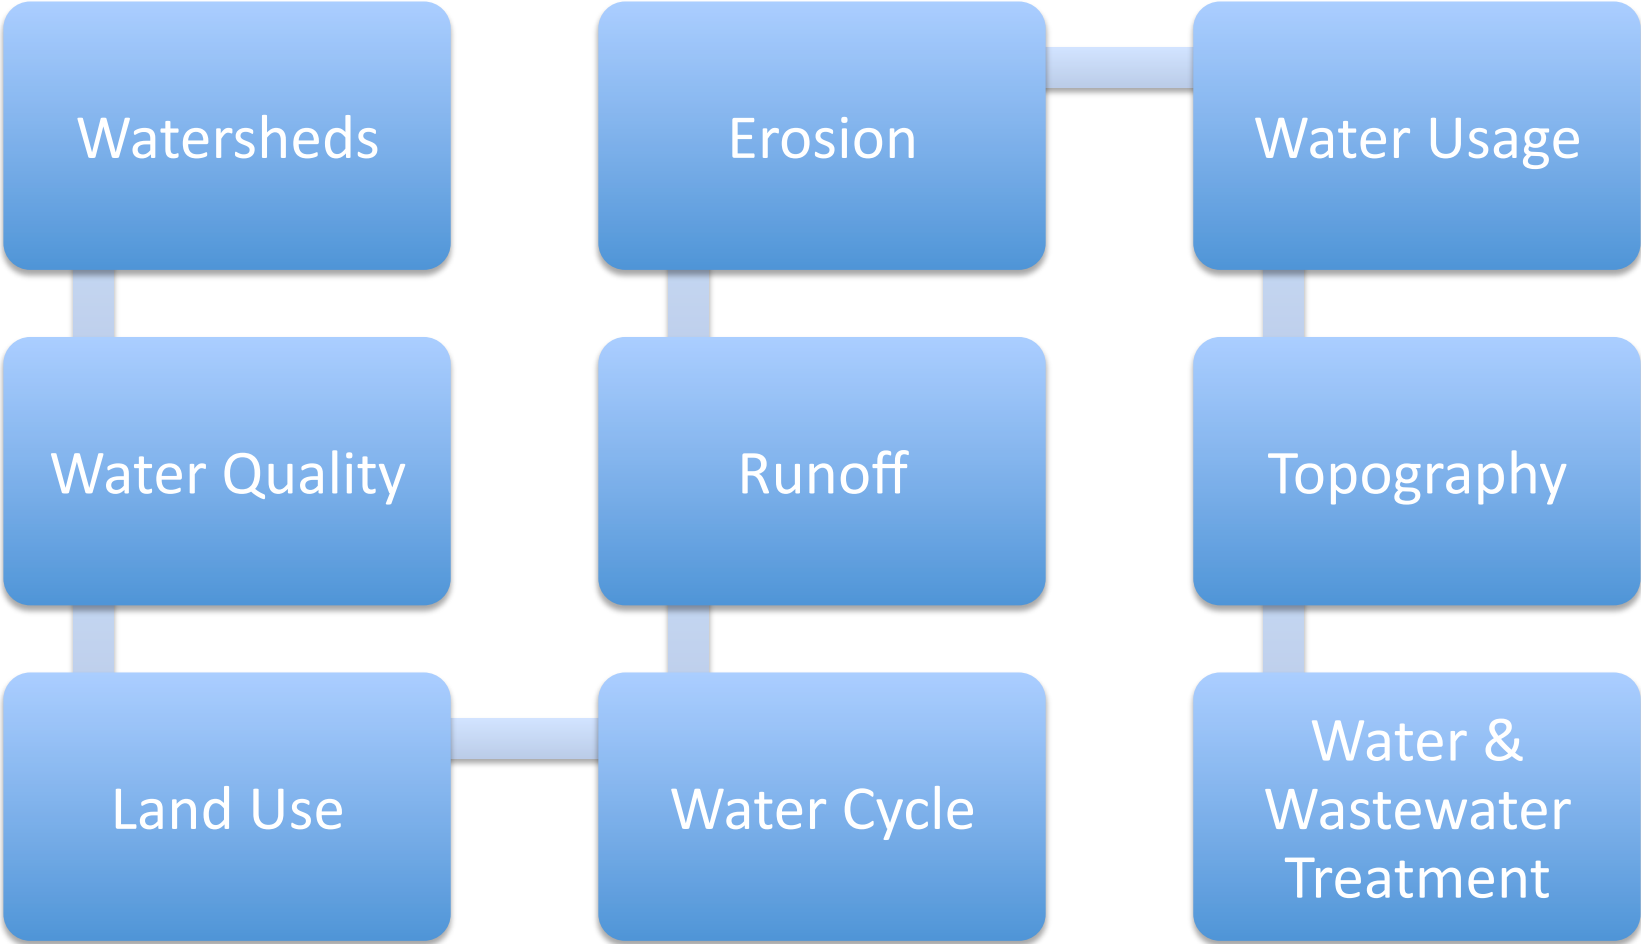 Watersheds
Water Quality
Land Use
Water Cycle
Runoff
Erosion
Water Usage
Topography
Water &
Wastewater
Treatment